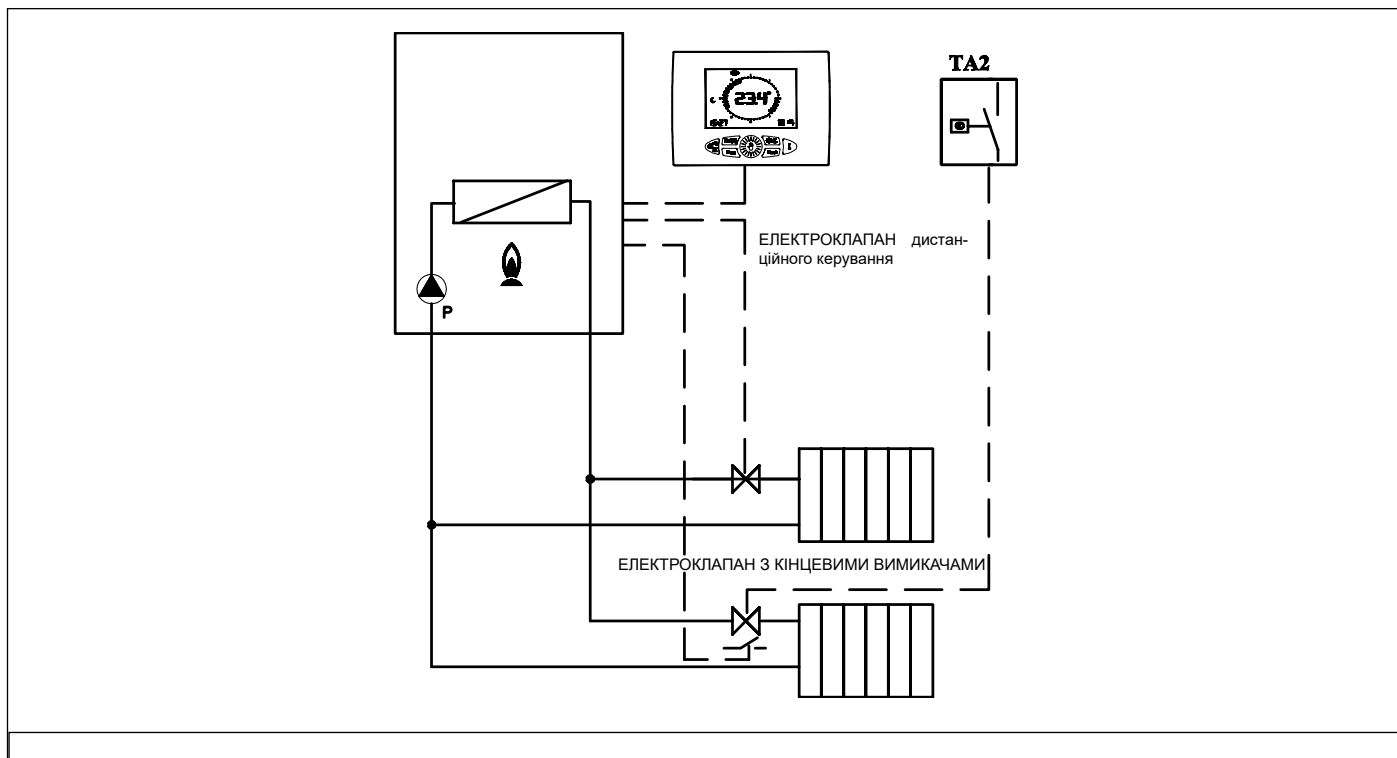 TA2
23.4°
ЕЛЕКТРОКЛАПАН дистан-
ційного керування
P
ЕЛЕКТРОКЛАПАН З КІНЦЕВИМИ ВИМИКАЧАМИ